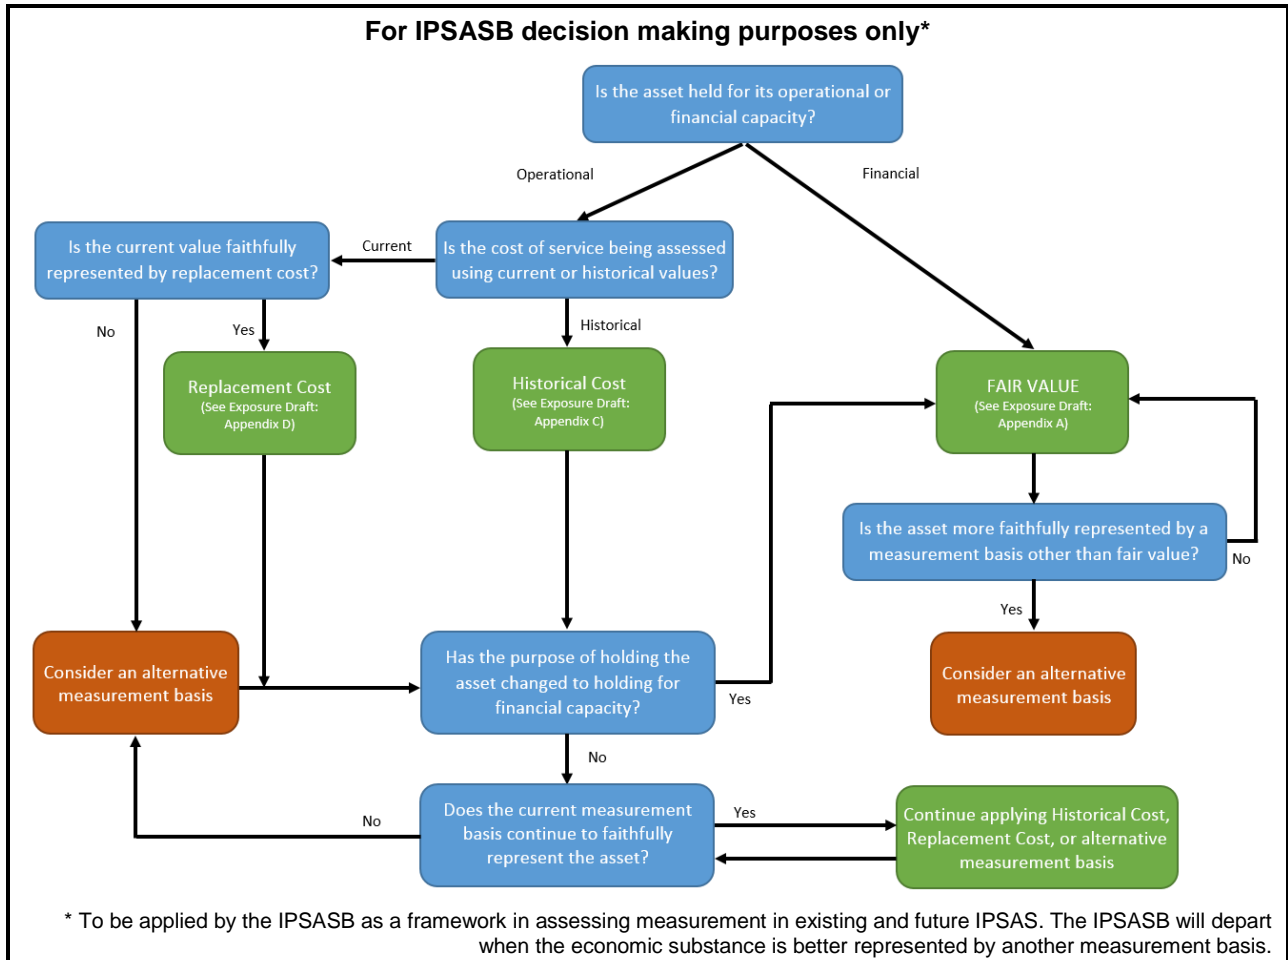 For IPSASB decision making purposes only*
Is the asset held for its operational or
financial capacity?
Operational
Financial
Is the current value faithfully
represented by replacement cost?
Current
Is the cost of service being assessed
using current or historical values?
No
Yes
Historical
Replacement Cost
(See Exposure Draft:
Appendix D)
Historical Cost
(See Exposure Draft:
Appendix C)
FAIR VALUE
(See Exposure Draft:
Appendix A)
Is the asset more faithfully represented by a
measurement basis other than fair value?
No
Yes
Consider an alternative
measurement basis
Has the purpose of holding the
asset changed to holding for
financial capacity?
Yes
Consider an alternative
measurement basis
No
No
Does the current measurement
basis continue to faithfully
represent the asset?
Yes
Continue applying Historical Cost,
Replacement Cost, or alternative
measurement basis
* To be applied by the IPSASB as a framework in assessing measurement in existing and future IPSAS. The IPSASB will depart
when the economic substance is better represented by another measurement basis.